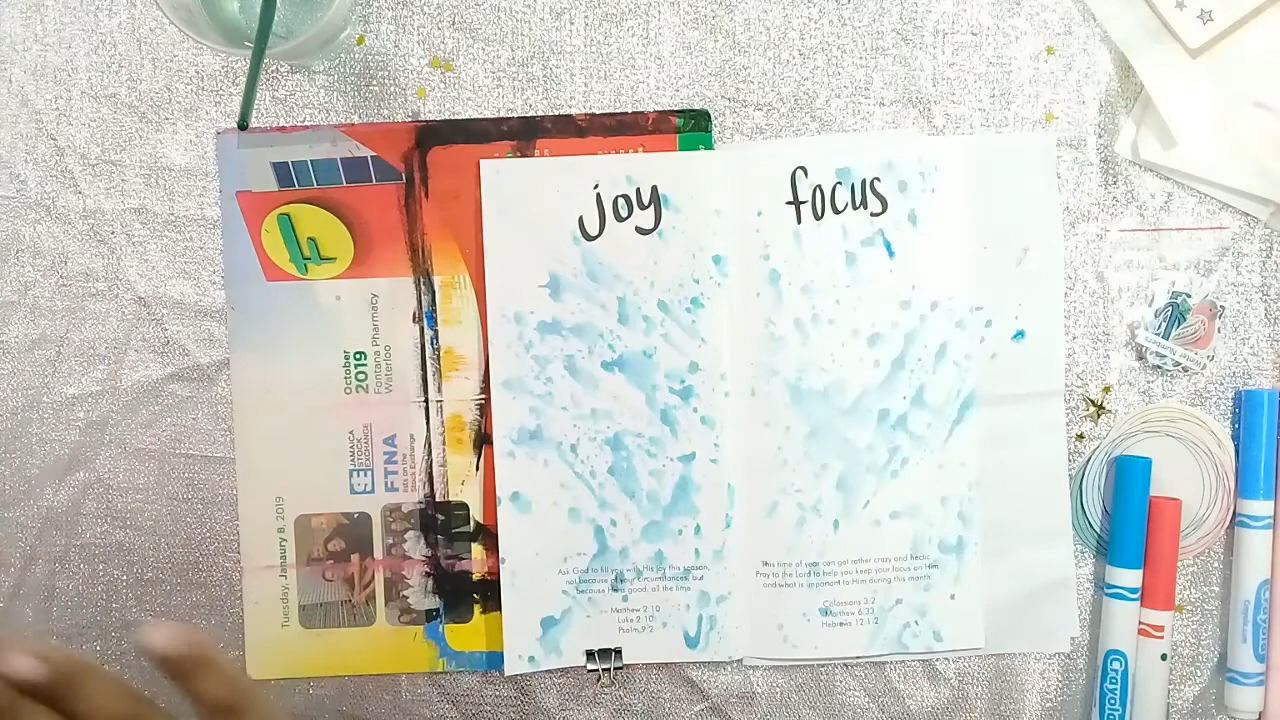 joy
Ask God to fill you with His joy this season,
not because of your circumstances, but
because He is good, all the time.
Matthew 2:10
Luke 2:10
Psalm 9:2
focus
This time of year can get rather crazy and hectic.
Pray to the Lord to help you keep your focus on Him
and what is important to Him during this month.
Colossians 3:2
Matthew 6:33
Hebrews 12:1-2
October
2019
Fontana Pharmacy
Waterloo
JAMAICA
STOCK
EXCHANGE
FTNA
lists on the
Stock Exchange
Tuesday, Janaury 8, 2019
Numbers
Crayola
Crayola